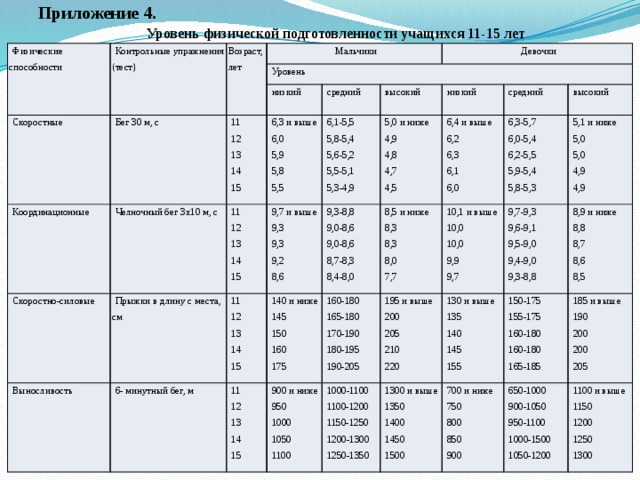 Приложение 4.
Уровень физической подготовленности учащихся 11-15 лет
Физические способности | Контрольные упражнения (тест) | Возраст, лет | Мальчики | Девочки
Уровень
низкий | средний | высокий | низкий | средний | высокий
Скоростные | Бег 30 м, с | 11 | 6,3 и выше | 6,1-5,5 | 5,0 и ниже | 6,4 и выше | 6,3-5,7 | 5,1 и ниже
12 | 6,0 | 5,8-5,4 | 4,9 | 6,2 | 6,0-5,4 | 5,0
13 | 5,9 | 5,6-5,2 | 4,8 | 6,3 | 6,2-5,5 | 5,0
14 | 5,8 | 5,5-5,1 | 4,7 | 6,1 | 5,9-5,4 | 4,9
15 | 5,5 | 5,3-4,9 | 4,5 | 6,0 | 5,8-5,3 | 4,9
Координационные | Челночный бег 3х10 м, с | 11 | 9,7 и выше | 9,3-8,8 | 8,5 и ниже | 10,1 и выше | 9,7-9,3 | 8,9 и ниже
12 | 9,3 | 9,0-8,6 | 8,3 | 10,0 | 9,6-9,1 | 8,8
13 | 9,3 | 9,0-8,6 | 8,3 | 10,0 | 9,5-9,0 | 8,7
14 | 9,2 | 8,7-8,3 | 8,0 | 9,9 | 9,4-9,0 | 8,6
15 | 8,6 | 8,4-8,0 | 7,7 | 9,7 | 9,3-8,8 | 8,5
Скоростно-силовые | Прыжки в длину с места, см | 11 | 140 и ниже | 160-180 | 195 и выше | 130 и выше | 150-175 | 185 и выше
12 | 145 | 165-180 | 200 | 135 | 155-175 | 190
13 | 150 | 170-190 | 205 | 140 | 160-180 | 200
14 | 160 | 180-195 | 210 | 145 | 160-180 | 200
15 | 175 | 190-205 | 220 | 155 | 165-185 | 205
Выносливость | 6- минутный бег, м | 11 | 900 и ниже | 1000-1100 | 1300 и выше | 700 и ниже | 650-1000 | 1100 и выше
12 | 950 | 1100-1200 | 1350 | 750 | 900-1050 | 1150
13 | 1000 | 1150-1250 | 1400 | 800 | 950-1100 | 1200
14 | 1050 | 1200-1300 | 1450 | 850 | 1000-1500 | 1250
15 | 1100 | 1250-1350 | 1500 | 900 | 1050-1200 | 1300